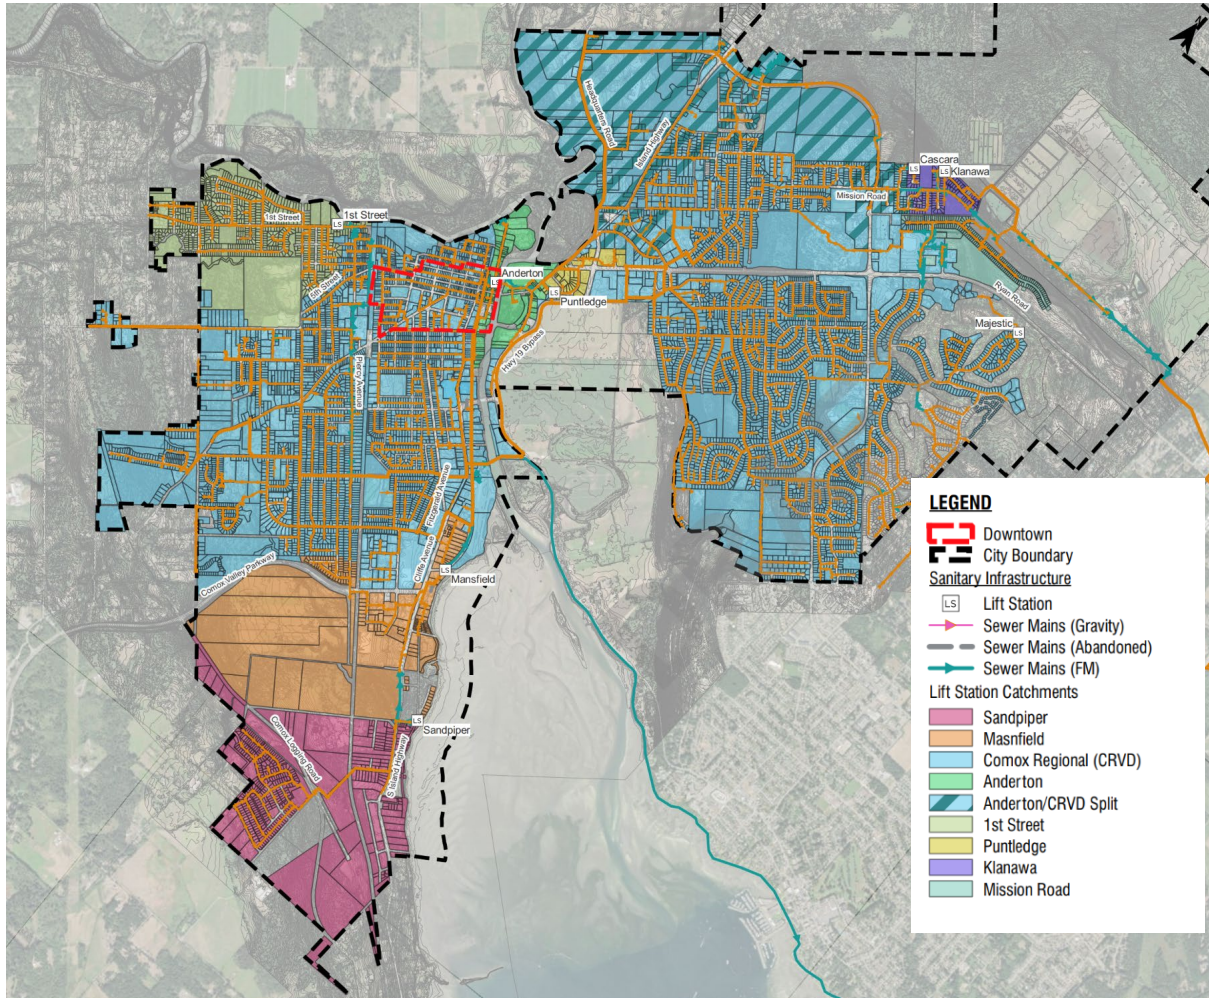 Headquarters Road
Island Highway
Cascara
LS
LS
Klanawa
Mission Road
1st Street
1st Street
LS
5th Street
Anderton
LS
LS
Puntledge
Ryan Road
Majestic
LS
Hwy 19 Bypass
Piercy Avenue
Fitzgerald Avenue
Cliffe Avenue
Comox Valley Parkway
LS
Mansfield
LS
Sandpiper
Comox Logging Road
S Island Highway
LEGEND
Downtown
City Boundary
Sanitary Infrastructure
LS
Lift Station
Sewer Mains (Gravity)
Sewer Mains (Abandoned)
Sewer Mains (FM)
Lift Station Catchments
Sandpiper
Masnfield
Comox Regional (CRVD)
Anderton
Anderton/CRVD Split
1st Street
Puntledge
Klanawa
Mission Road